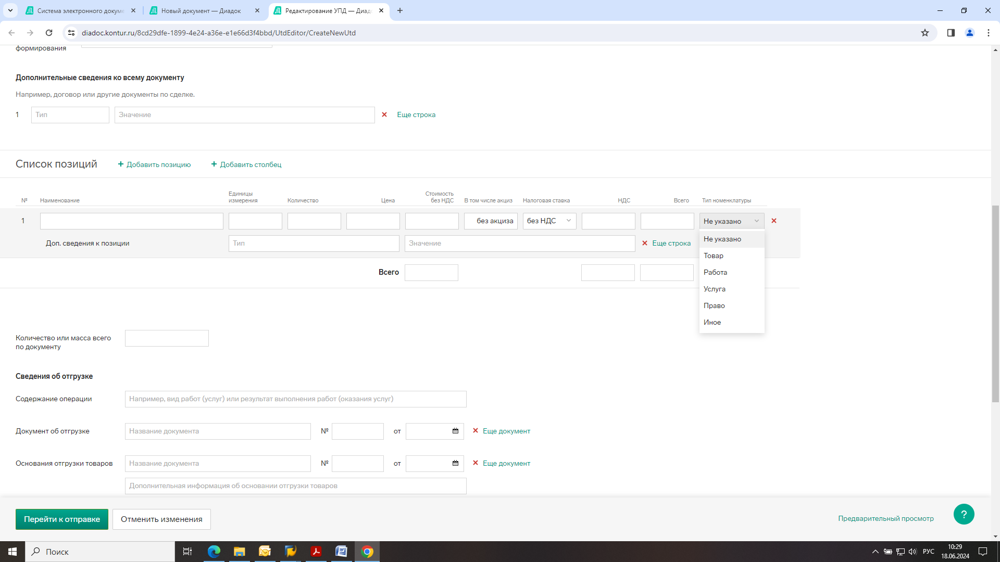 Система электронного докуме
Новый документ — Диадок
Редактирование УПД — Диад
diadoc.kontur.ru/8cd29dfe-1899-4e24-a36e-e1e66d3f4bbd/UtdEditor/CreateNewUtd
формирования
Дополнительные сведения ко всему документу
Например, договор или другие документы по сделке.
1 Тип Значение Еще строка
Список позиций + Добавить позицию + Добавить столбец
№ Наименование Единицы измерения Количество Цена Стоимость без НДС В том числе акциз Налоговая ставка НДС Всего Тип номенклатуры
1 без акциза без НДС Не указано
Доп. сведения к позиции Тип Значение Еще строка
Не указано
Товар
Работа
Услуга
Право
Иное
Всего
Количество или масса всего
по документу
Сведения об отгрузке
Содержание операции Например, вид работ (услуг) или результат выполнения работ (оказания услуг)
Документ об отгрузке Название документа № от Еще документ
Основания отгрузки товаров Название документа № от Еще документ
Дополнительная информация об основании отгрузки товаров
Перейти к отправке Отменить изменения Предварительный просмотр ?
Поиск РУС 10:29
18.06.2024